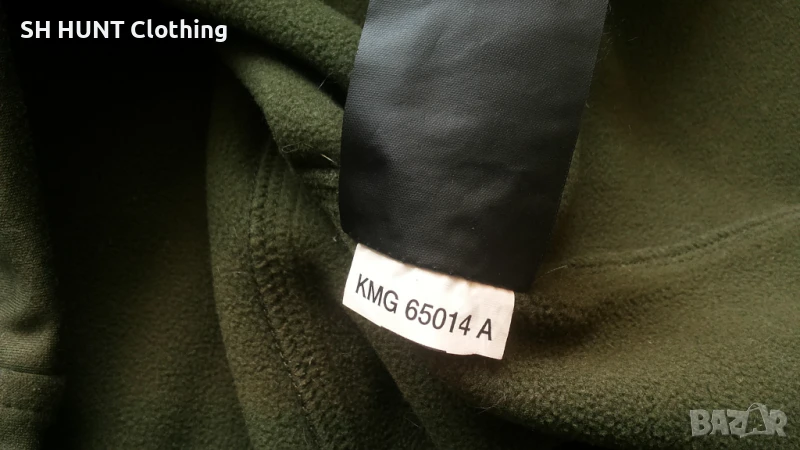 SH HUNT Clothing
KMG 65014 A
BAZAR